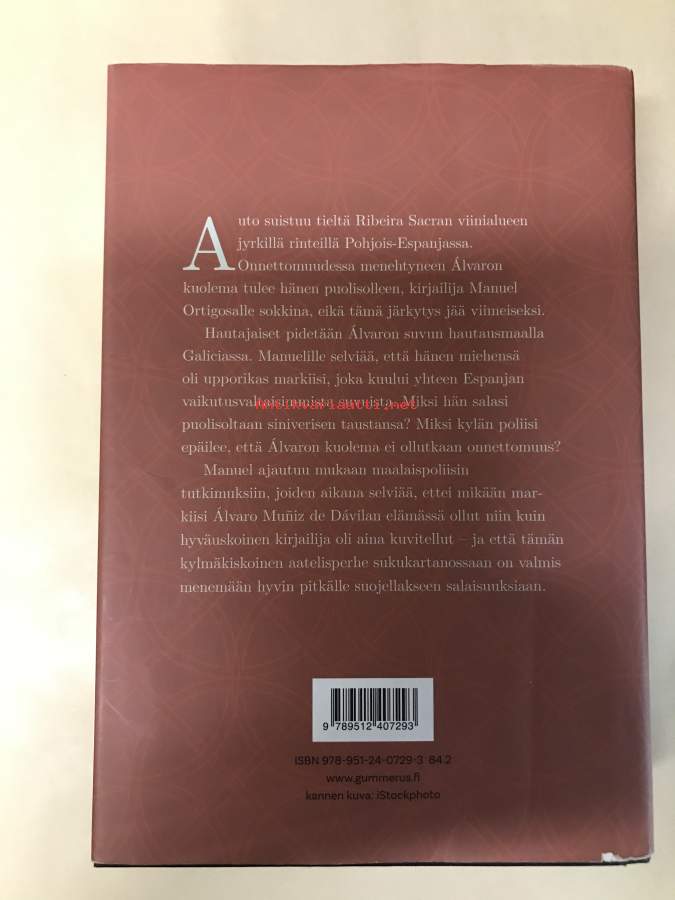 Auto suistuu tieltä Ribeira Sacran viinialueen
jyrkillä rinteillä Pohjois-Espanjassa.
Onnettomuudessa menehtyneen Álvaron
kuolema tulee hänen puolisolleen, kirjailija Manuel
Ortigosalle sokkina, eikä tämä järkytys jää viimeiseksi.
Hautajaiset pidetään Álvaron suvun hautausmaalla
Galiciassa. Manuelille selviää, että hänen miehensä
oli upporikas markiisi, joka kuului yhteen Espanjan
vaikutusvaltaisimmista suvuista. Miksi hän salasi
Antikvariaatti.net
puolisoltaan siniverisen taustansa? Miksi kylän poliisi
epäilee, että Álvaron kuolema ei ollutkaan onnettomuus?
Manuel ajautuu mukaan maalaispoliisin
tutkimuksiin, joiden aikana selviää, ettei mikään mar-
kiisi Álvaro Muñiz de Dávilan elämässä ollut niin kuin
hyväuskoinen kirjailija oli aina kuvitellut – ja että tämän
kylmäkiskoinen aatelisperhe sukukartanossaan on valmis
menemään hyvin pitkälle suojellakseen salaisuuksiaan.
9 789512 407293
ISBN 978-951-24-0729-3 84.2
www.gummerus.fi
kannen kuva: iStockphoto